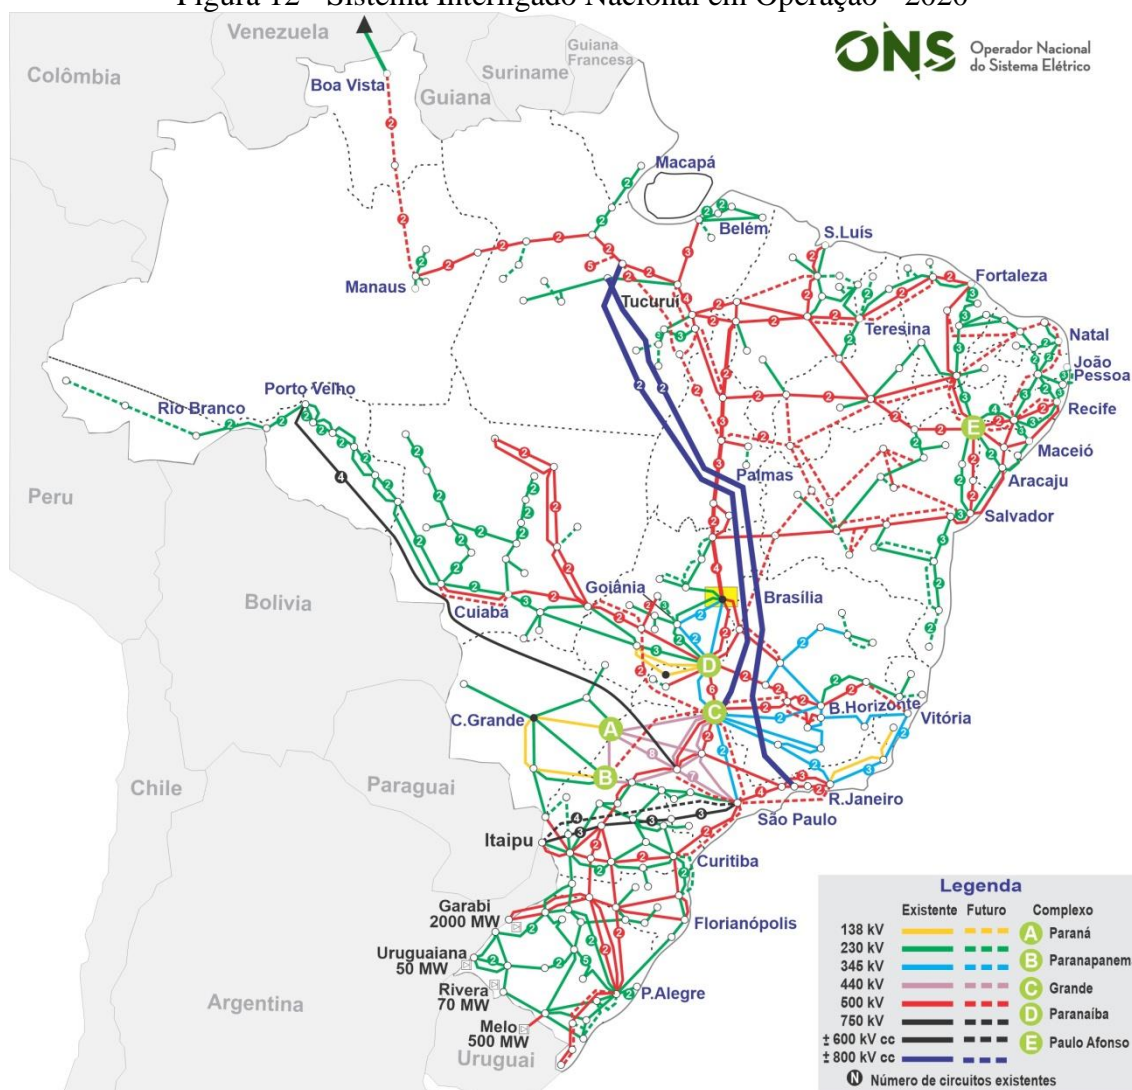 Figura 12 - Sistema Interligado Nacional em Operação - 2020
ONS
Operador Nacional
do Sistema Elétrico
Venezuela
Guiana
Francesa
Suriname
Colômbia
Boa Vista
Guiana
Macapá
Belém
S.Luís
Manaus
Fortaleza
Tucuruí
Teresina
Natal
João
Pessoa
Porto Velho
Rio Branco
Recife
E
Maceió
Palmas
Aracaju
Peru
Salvador
Goiânia
Brasília
Bolivia
Cuiabá
D
C
B.Horizonte
Vitória
C.Grande
A
B
Chile
Paraguai
R.Janeiro
São Paulo
Itaipu
Curitiba
Garabi
2000 MW
Florianópolis
Uruguaiana
50 MW
Rivera
70 MW
P.Alegre
Melo
500 MW
Argentina
Uruguai
Legenda
Existente Futuro Complexo
138 kV A Paraná
230 kV
345 kV B Paranapanem
440 kV C Grande
500 kV
750 kV D Paranaíba
± 600 kV cc
± 800 kV cc E Paulo Afonso
N Número de circuitos existentes